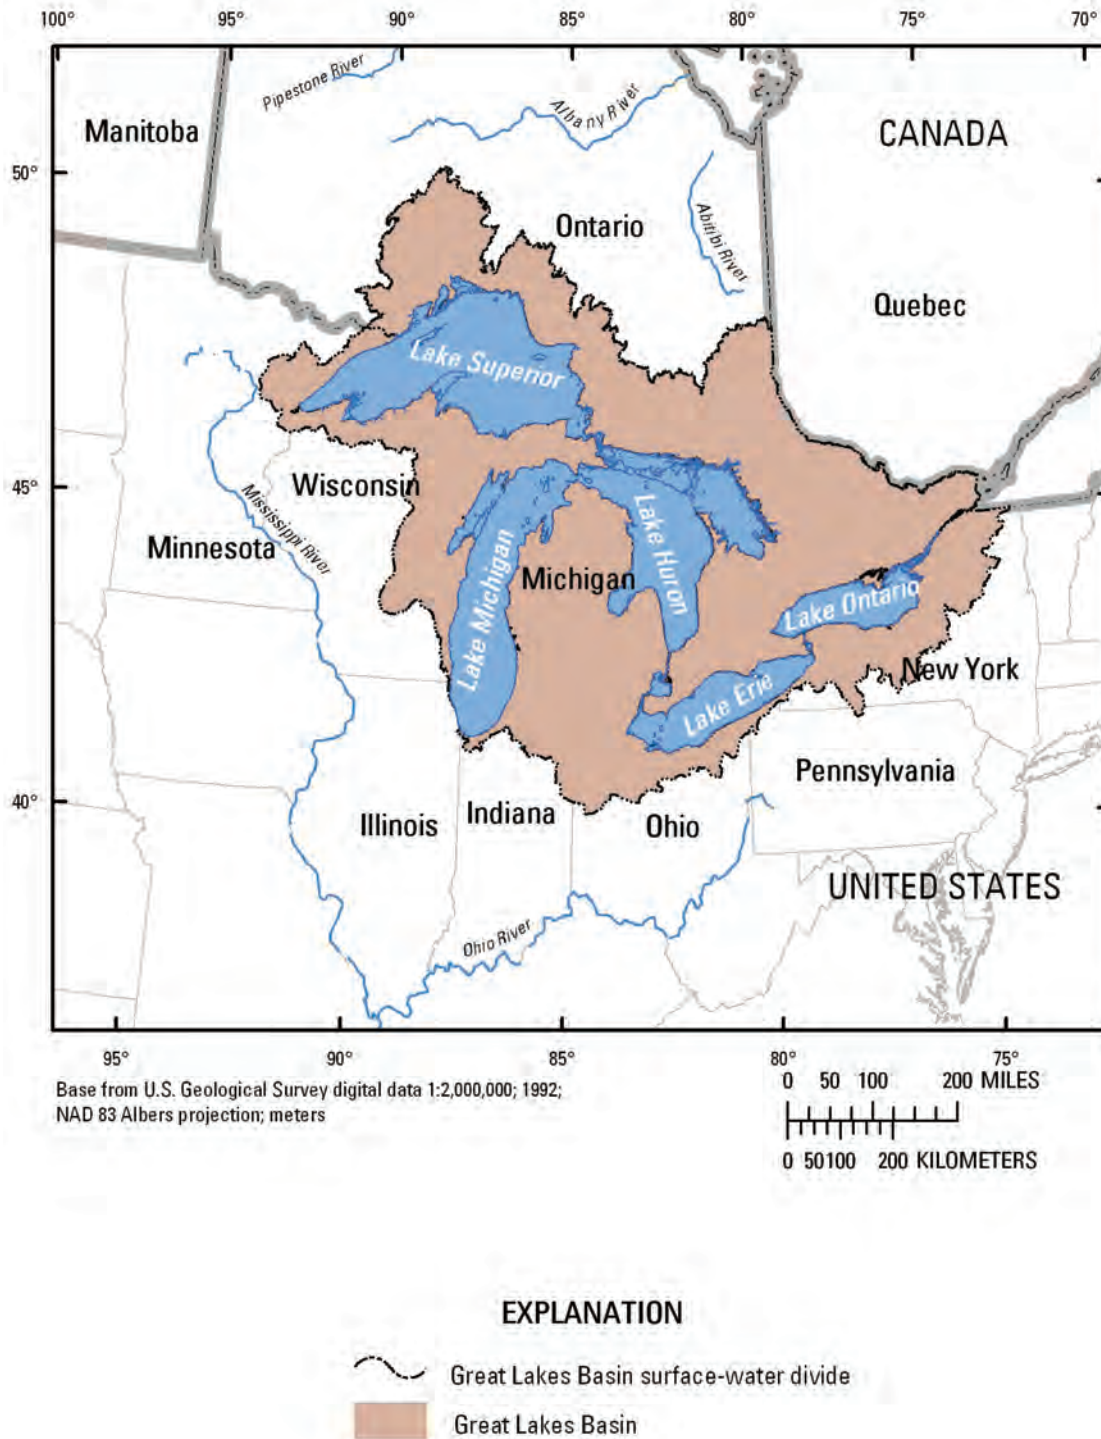 100° 95° 90° 85° 80° 75° 70°
Pipestone River
Albany River
Manitoba
CANADA
50°
Ontario
Abitibi River
Quebec
Lake Superior
Wisconsin
45°
Mississippi River
Minnesota
Lake Michigan
Michigan
Lake Huron
Lake Ontario
New York
Lake Erie
Pennsylvania
40°
Illinois
Indiana
Ohio
UNITED STATES
Ohio River
95° 90° 85° 80° 75°
Base from U.S. Geological Survey digital data 1:2,000,000; 1992;
NAD 83 Albers projection; meters
0 50 100 200 MILES
0 50 100 200 KILOMETERS
EXPLANATION
Great Lakes Basin surface-water divide
Great Lakes Basin